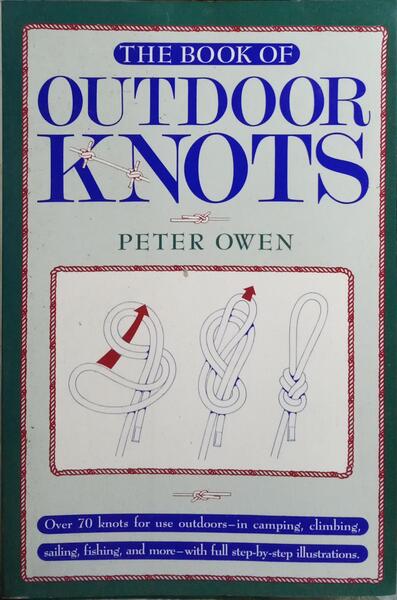 THE BOOK OF
OUTDOOR
KNOTS
PETER OWEN
Over 70 knots for use outdoors–in camping, climbing,
sailing, fishing, and more–with full step-by-step illustrations.